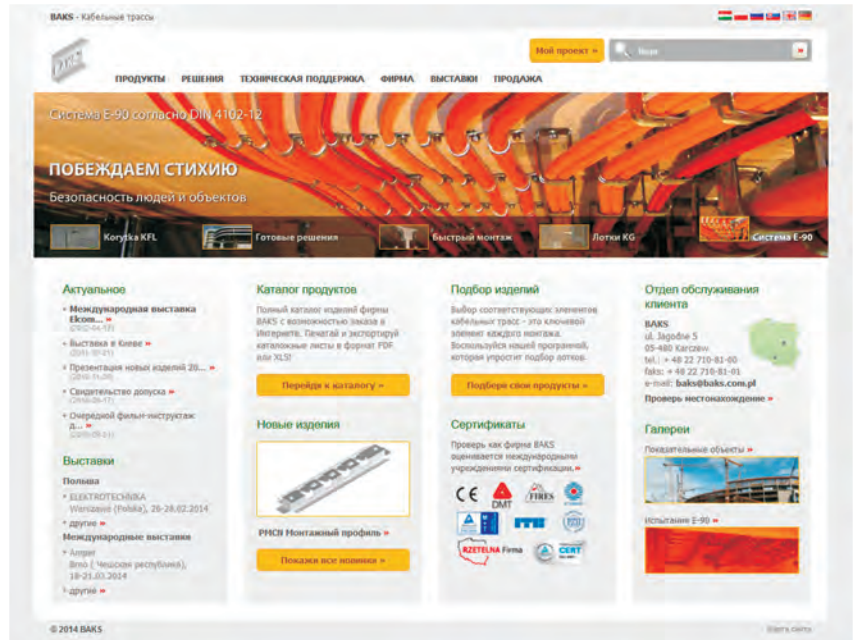 BAKS - Кабельные трассы
Мой проект »
BAKS
ПРОДУКТЫ РЕШЕНИЯ ТЕХНИЧЕСКАЯ ПОДДЕРЖКА ФИРМА ВЫСТАВКИ ПРОДАЖА
Система E-90 согласно DIN 4102-12
ПОБЕЖДАЕМ СТИХИЮ
Безопасность людей и объектов
Korytka KFL
Готовые решения
Быстрый монтаж
Лотки KG
Система E-90
Актуальное
Международная выставка
Elcom... »
Выставка в Киеве »
Презентация новых изделий 20... »
Свидетельство допуска »
Очередной фильм-инструктаж
д... »
Выставки
Польша
ELEKTROTECHNIKA
Warszawie (Polska), 26-28.02.2014
другие »
Международные выставки
Amper
Brno ( Чешская республика),
18-21.03.2014
другие »
Каталог продуктов
Полный каталог изделий фирмы
BAKS с возможностью заказа в
Интернете. Печатай и экспортируй
каталожные листы в формат PDF
или XLS!
Перейди к каталогу »
Новые изделия
PMCB Монтажный профиль »
Покажи все новинки »
Подбор изделий
Выбор соответствующих элементов
кабельных трасс - это ключевой
элемент каждого монтажа.
Воспользуйся нашей програмой,
которая упростит подбор лотков.
Подбери свои продукты »
Сертификаты
Проверь как фирма BAKS
оценивается международными
учреждениями сертификации. »
CE DMT FIRES
ITB
RZETELNA Firma CERT
Отдел обслуживания
клиента
BAKS
ul. Jagodne 5
05-480 Karczew
tel.: + 48 22 710-81-00
faks: + 48 22 710-81-01
e-mail: baks@baks.com.pl
Проверь местонахождение »
Галереи
Показательные объекты »
Испытания E-90 »
© 2014 BAKS
Карта сайта